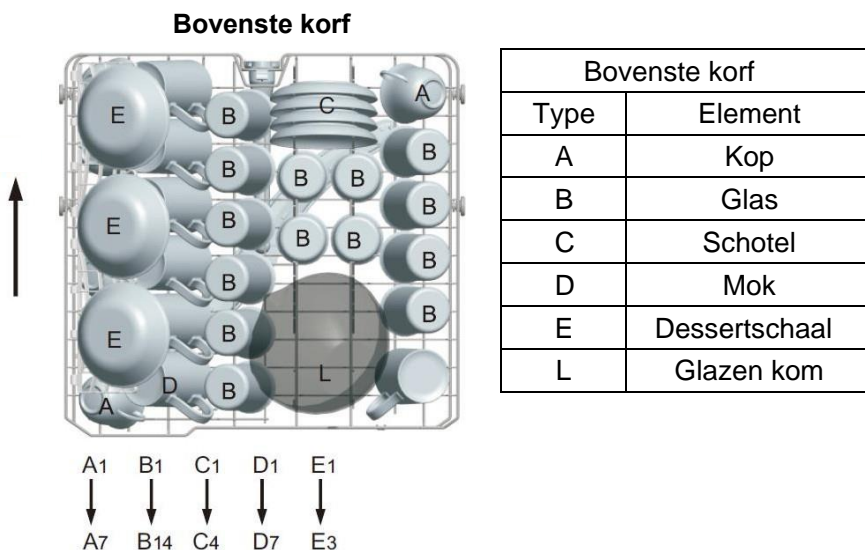 Bovenste korf
E B C A
B B B B
E B B
B B B
B B
E B B
L
D B
A
A1 B1 C1 D1 E1
A7 B14 C4 D7 E3
Bovenste korf
Type Element
A Kop
B Glas
C Schotel
D Mok
E Dessertschaal
L Glazen kom